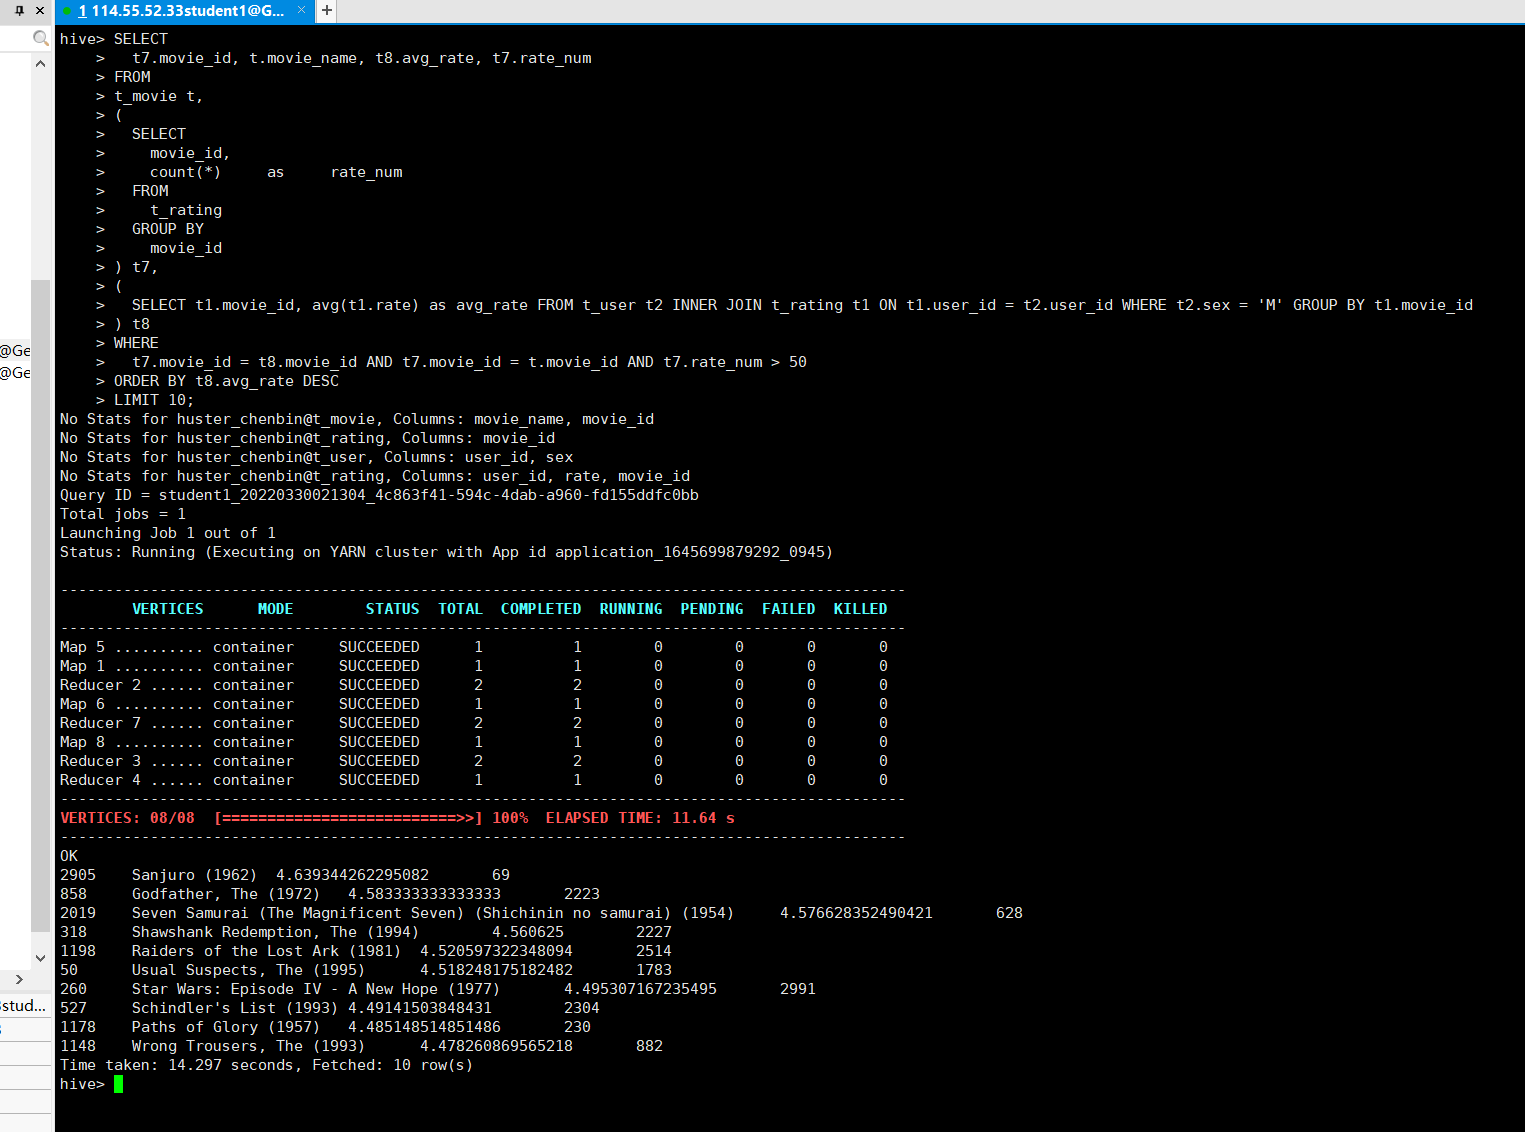 1 114.55.52.33student1@G... × +
hive> SELECT
    >   t7.movie_id, t.movie_name, t8.avg_rate, t7.rate_num
    > FROM
    > t_movie t,
    > (
    >   SELECT
    >     movie_id,
    >     count(*)     as     rate_num
    >   FROM
    >     t_rating
    >   GROUP BY
    >     movie_id
    > ) t7,
    > (
    >   SELECT t1.movie_id, avg(t1.rate) as avg_rate FROM t_user t2 INNER JOIN t_rating t1 ON t1.user_id = t2.user_id WHERE t2.sex = 'M' GROUP BY t1.movie_id
    > ) t8
    > WHERE
    >   t7.movie_id = t8.movie_id AND t7.movie_id = t.movie_id AND t7.rate_num > 50
    > ORDER BY t8.avg_rate DESC
    > LIMIT 10;
No Stats for huster_chenbin@t_movie, Columns: movie_name, movie_id
No Stats for huster_chenbin@t_rating, Columns: movie_id
No Stats for huster_chenbin@t_user, Columns: user_id, sex
No Stats for huster_chenbin@t_rating, Columns: user_id, rate, movie_id
Query ID = student1_20220330021304_4c863f41-594c-4dab-a960-fd155ddfc0bb
Total jobs = 1
Launching Job 1 out of 1
Status: Running (Executing on YARN cluster with App id application_1645699879292_0945)
----------------------------------------------------------------------------------------------
        VERTICES      MODE        STATUS  TOTAL  COMPLETED  RUNNING  PENDING  FAILED  KILLED
----------------------------------------------------------------------------------------------
Map 5 .......... container     SUCCEEDED      1          1        0        0       0       0
Map 1 .......... container     SUCCEEDED      1          1        0        0       0       0
Reducer 2 ...... container     SUCCEEDED      2          2        0        0       0       0
Map 6 .......... container     SUCCEEDED      1          1        0        0       0       0
Reducer 7 ...... container     SUCCEEDED      2          2        0        0       0       0
Map 8 .......... container     SUCCEEDED      1          1        0        0       0       0
Reducer 3 ...... container     SUCCEEDED      2          2        0        0       0       0
Reducer 4 ...... container     SUCCEEDED      1          1        0        0       0       0
----------------------------------------------------------------------------------------------
VERTICES: 08/08  [==========================>>] 100%  ELAPSED TIME: 11.64 s
----------------------------------------------------------------------------------------------
OK
2905    Sanjuro (1962)  4.639344262295082       69
858     Godfather, The (1972)   4.583333333333333       2223
2019    Seven Samurai (The Magnificent Seven) (Shichinin no samurai) (1954)     4.576628352490421       628
318     Shawshank Redemption, The (1994)        4.560625        2227
1198    Raiders of the Lost Ark (1981)  4.520597322348094       2514
50      Usual Suspects, The (1995)      4.518248175182482       1783
260     Star Wars: Episode IV - A New Hope (1977)       4.495307167235495       2991
527     Schindler's List (1993) 4.49141503848431        2304
1178    Paths of Glory (1957)   4.485148514851486       230
1148    Wrong Trousers, The (1993)      4.478260869565218       882
Time taken: 14.297 seconds, Fetched: 10 row(s)
hive>
@Ge
@Ge
stud...